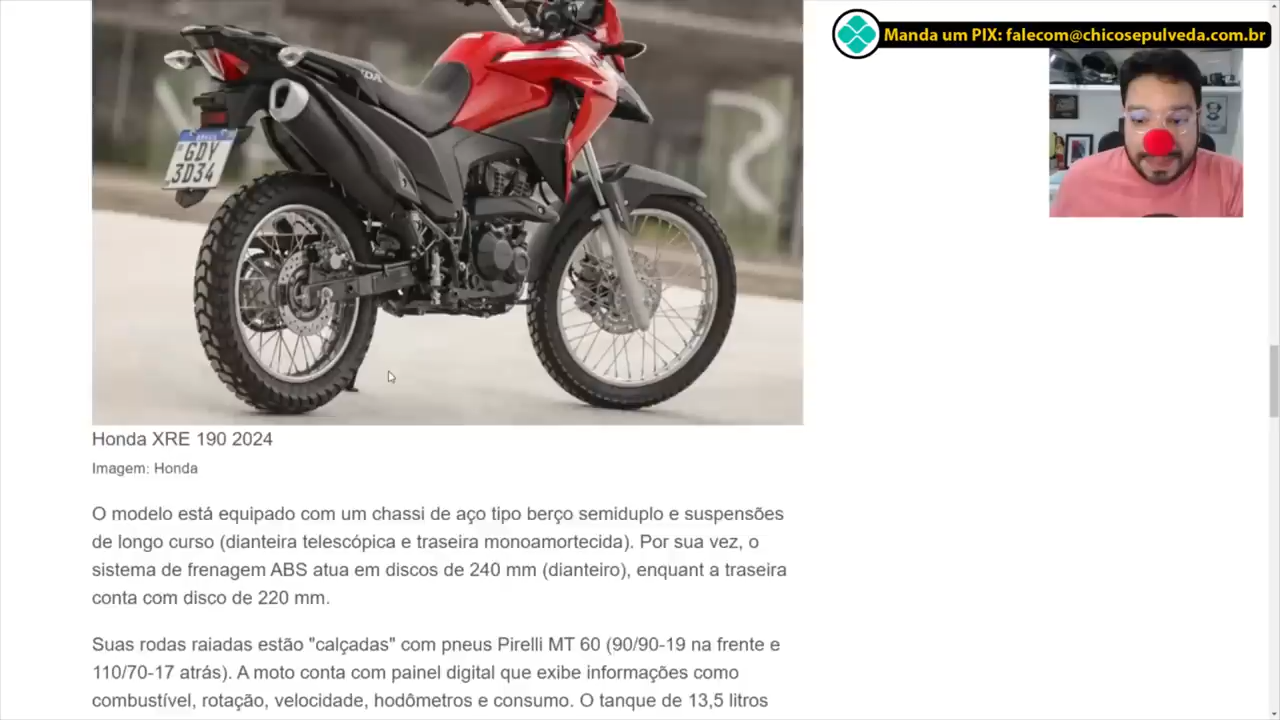 Manda um PIX: falecom@chicosepulveda.com.br
GDY
3D34
Honda XRE 190 2024
Imagem: Honda
O modelo está equipado com um chassi de aço tipo berço semiduplo e suspensões
de longo curso (dianteira telescópica e traseira monoamortecida). Por sua vez, o
sistema de frenagem ABS atua em discos de 240 mm (dianteiro), enquant a traseira
conta com disco de 220 mm.
Suas rodas raiadas estão "calçadas" com pneus Pirelli MT 60 (90/90-19 na frente e
110/70-17 atrás). A moto conta com painel digital que exibe informações como
combustível, rotação, velocidade, hodômetros e consumo. O tanque de 13,5 litros